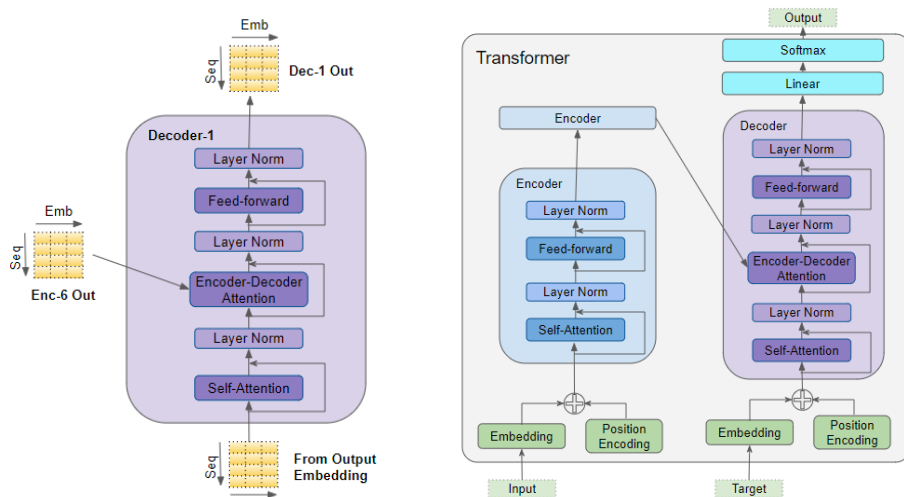 Emb
Seq
Dec-1 Out
Decoder-1
Layer Norm
Feed-forward
Emb
Layer Norm
Seq
Encoder-Decoder
Attention
Enc-6 Out
Layer Norm
Self-Attention
Seq
From Output
Embedding
Output
Transformer
Softmax
Linear
Encoder
Decoder
Layer Norm
Encoder
Feed-forward
Layer Norm
Layer Norm
Feed-forward
Encoder-Decoder
Attention
Layer Norm
Layer Norm
Self-Attention
Self-Attention
Embedding
Position
Encoding
Embedding
Position
Encoding
Input
Target